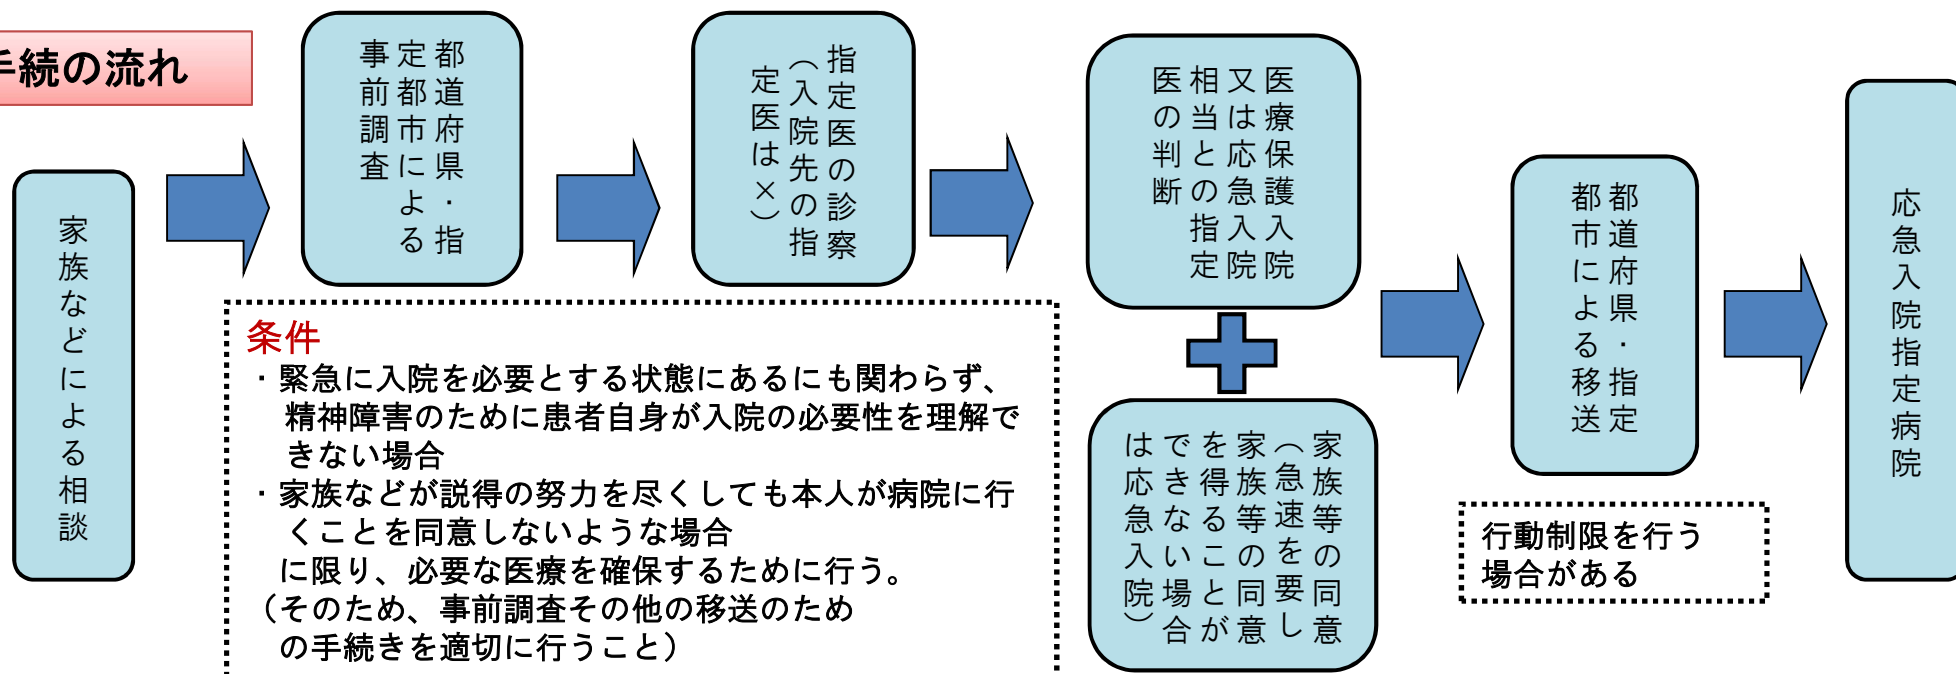 手続の流れ
家族などによる相談
都道府県・指
定都市による
事前調査
指定医の診察
（入院先の指
定医は×）
医療保護入院
又は応急入院
相当との指定
医の判断
家族等の同意
（急速を要し
家族等の同意
を得ることが
できない場合
は応急入院）
都道府県・指定
都市による移送
応急入院指定病院
条件
・緊急に入院を必要とする状態にあるにも関わらず、
精神障害のために患者自身が入院の必要性を理解で
きない場合
・家族などが説得の努力を尽くしても本人が病院に行
くことを同意しないような場合
に限り、必要な医療を確保するために行う。
（そのため、事前調査その他の移送のため
の手続きを適切に行うこと）
行動制限を行う
場合がある